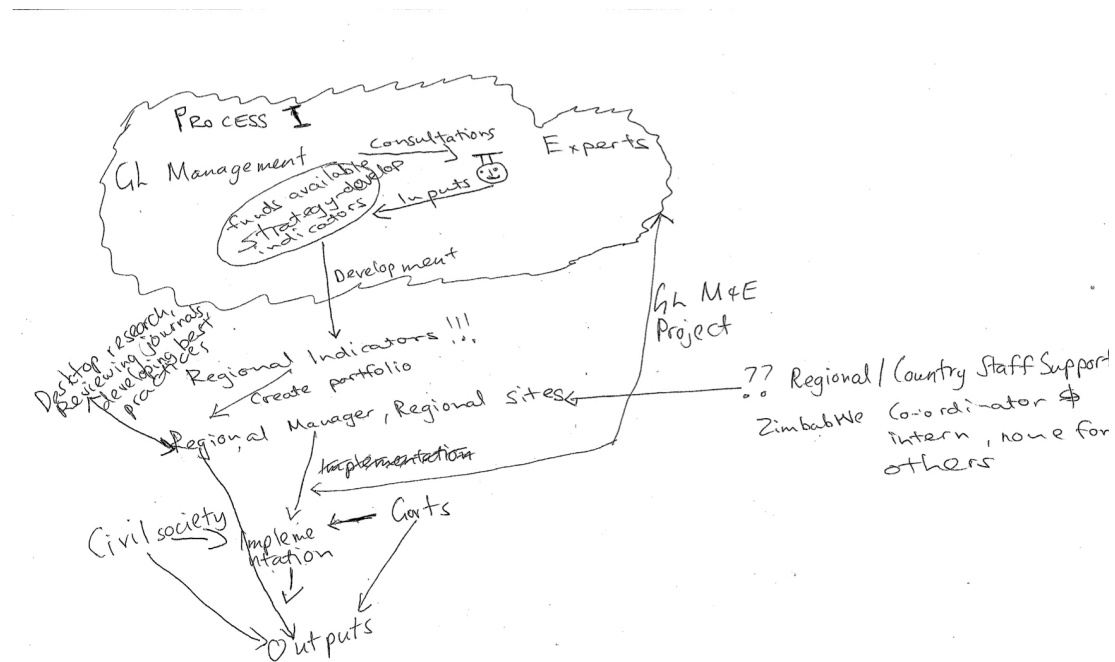 PROCESS I
Consultations
Experts
GL Management
funds available
strategy-develop
indicators
Inputs
Development
GL M&E
Project
Desktop research,
Reviewing journals,
developing best
practices
Regional Indicators !!!
Create portfolio
Regional Manager, Regional sites
?? Regional/Country Staff Support
Zimbabwe Co-ordinator &
intern, none for
others
Implementation
Civil society
Govts
Impleme
ntation
Outputs